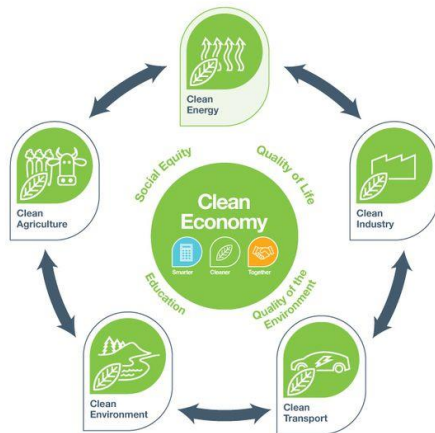 Clean
Energy
Social Equity
Quality of Life
Clean
Agriculture
Clean
Economy
Smarter
Cleaner
Together
Clean
Industry
Education
Quality of the
Environment
Clean
Environment
Clean
Transport